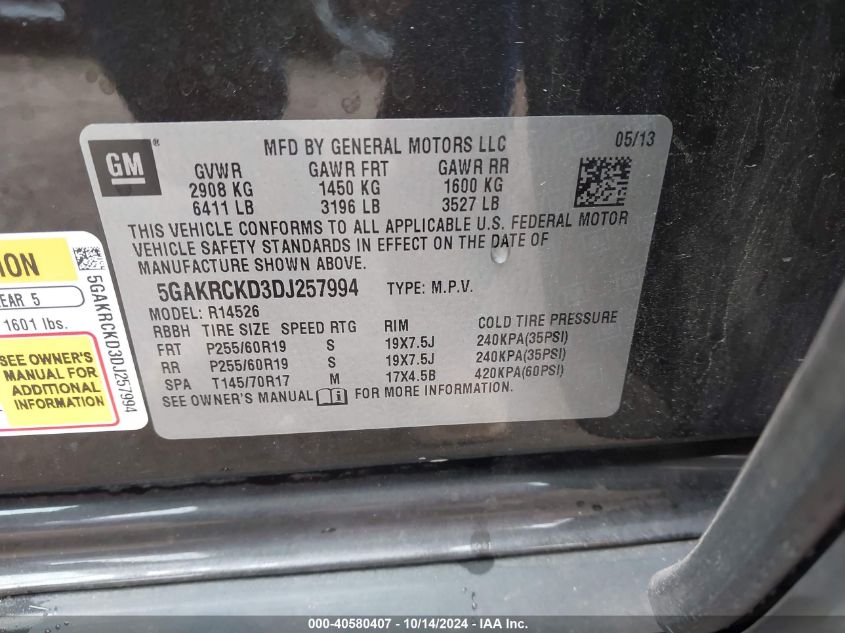 GM ®
MFD BY GENERAL MOTORS LLC 05/13
GVWR GAWR FRT GAWR RR
2908 KG 1450 KG 1600 KG
6411 LB 3196 LB 3527 LB
THIS VEHICLE CONFORMS TO ALL APPLICABLE U.S. FEDERAL MOTOR
VEHICLE SAFETY STANDARDS IN EFFECT ON THE DATE OF
MANUFACTURE SHOWN ABOVE.
5GAKRCKD3DJ257994 TYPE: M.P.V.
MODEL: R14526
RBBH TIRE SIZE SPEED RTG RIM COLD TIRE PRESSURE
FRT P255/60R19 S 19X7.5J 240KPA(35PSI)
RR P255/60R19 S 19X7.5J 240KPA(35PSI)
SPA T145/70R17 M 17X4.5B 420KPA(60PSI)
SEE OWNER'S MANUAL i FOR MORE INFORMATION.
EAR 5
1601 lbs.
SEE OWNER'S
MANUAL FOR
ADDITIONAL
INFORMATION
5GAKRCKD3DJ257994
000-40580407 - 10/14/2024 - IAA Inc.